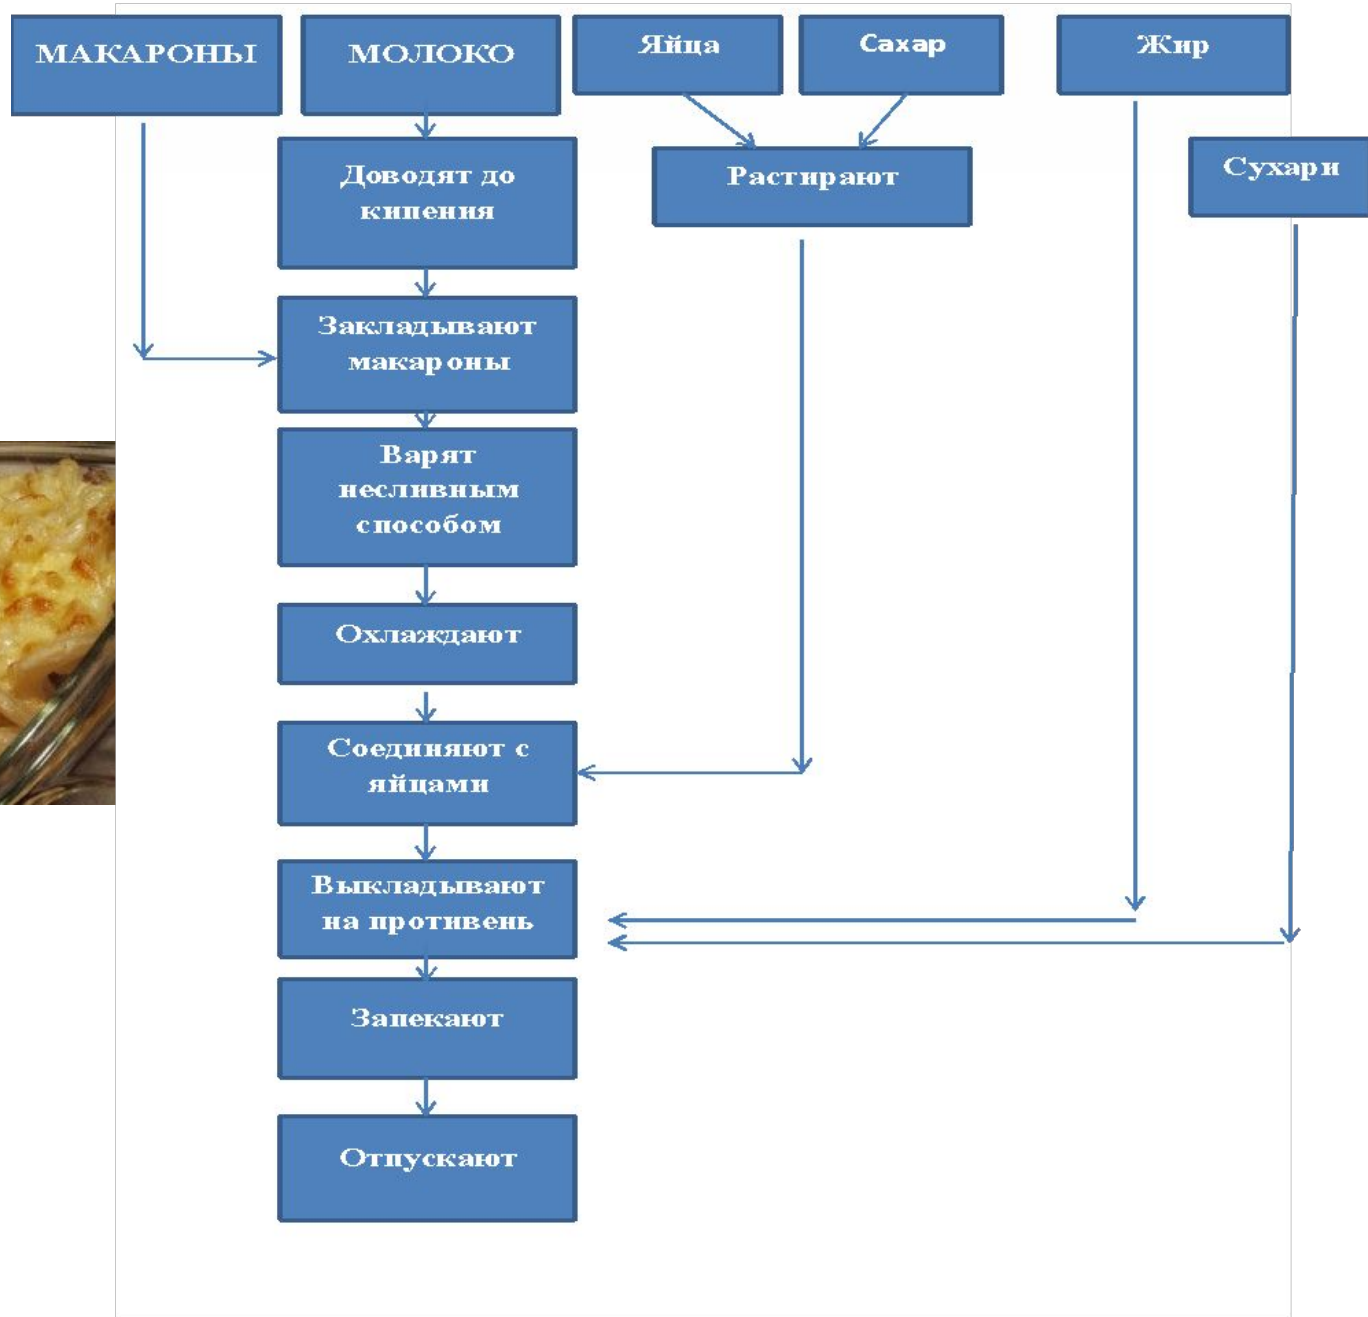 МАКАРОНЫ
МОЛОКО
Яйца
Сахар
Жир
Сухари
Доводят до
кипения
Растирают
Закладывают
макароны
Варят
несливным
способом
Охлаждают
Соединяют с
яйцами
Выкладывают
на противень
Запекают
Отпускают